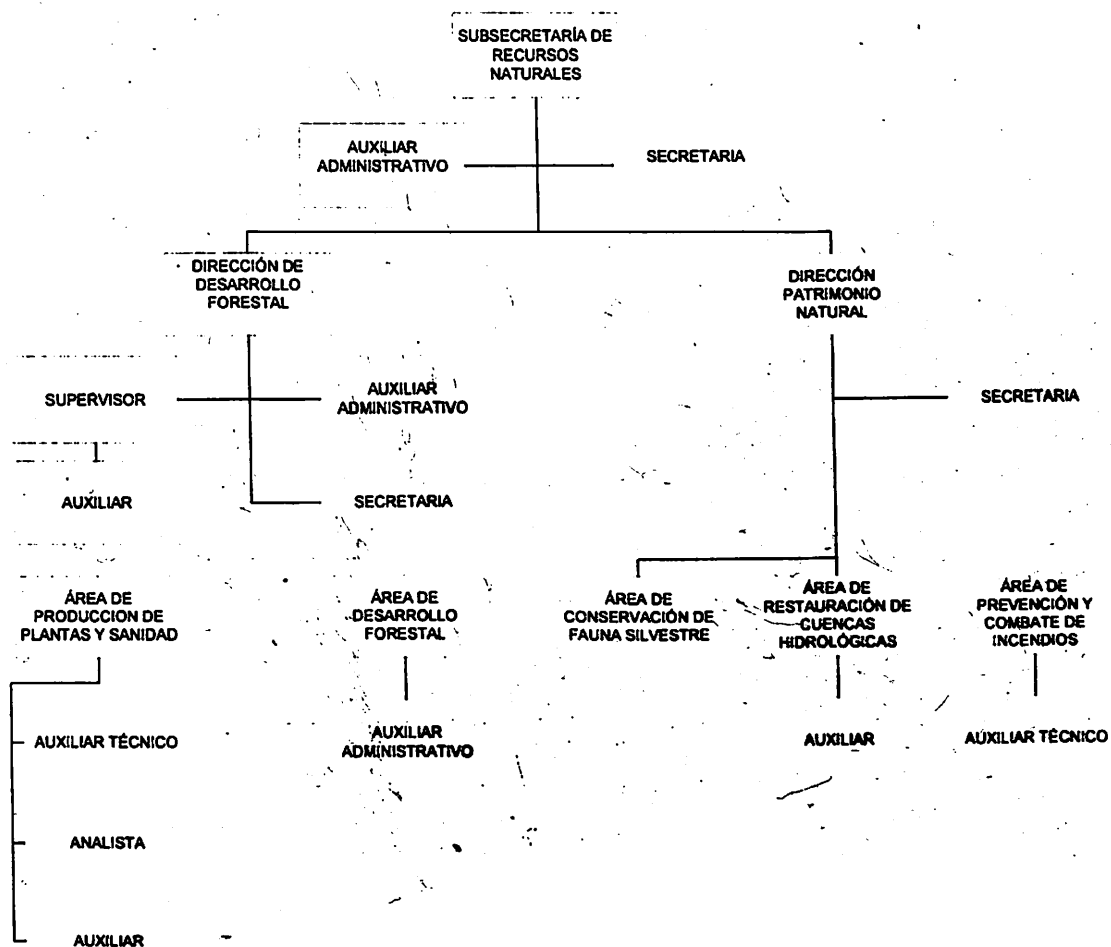 SUBSECRETARÍA DE
RECURSOS
NATURALES
AUXILIAR
ADMINISTRATIVO
SECRETARIA
DIRECCIÓN DE
DESARROLLO
FORESTAL
DIRECCIÓN
PATRIMONIO
NATURAL
SUPERVISOR
AUXILIAR
ADMINISTRATIVO
SECRETARIA
AUXILIAR
SECRETARIA
ÁREA DE
PRODUCCION DE
PLANTAS Y SANIDAD
ÁREA DE
DESARROLLO
FORESTAL
ÁREA DE
CONSERVACIÓN DE
FAUNA SILVESTRE
ÁREA DE
RESTAURACIÓN DE
CUENCAS
HIDROLÓGICAS
ÁREA DE
PREVENCIÓN Y
COMBATE DE
INCENDIOS
AUXILIAR TÉCNICO
AUXILIAR
ADMINISTRATIVO
AUXILIAR
AUXILIAR TÉCNICO
ANALISTA
AUXILIAR